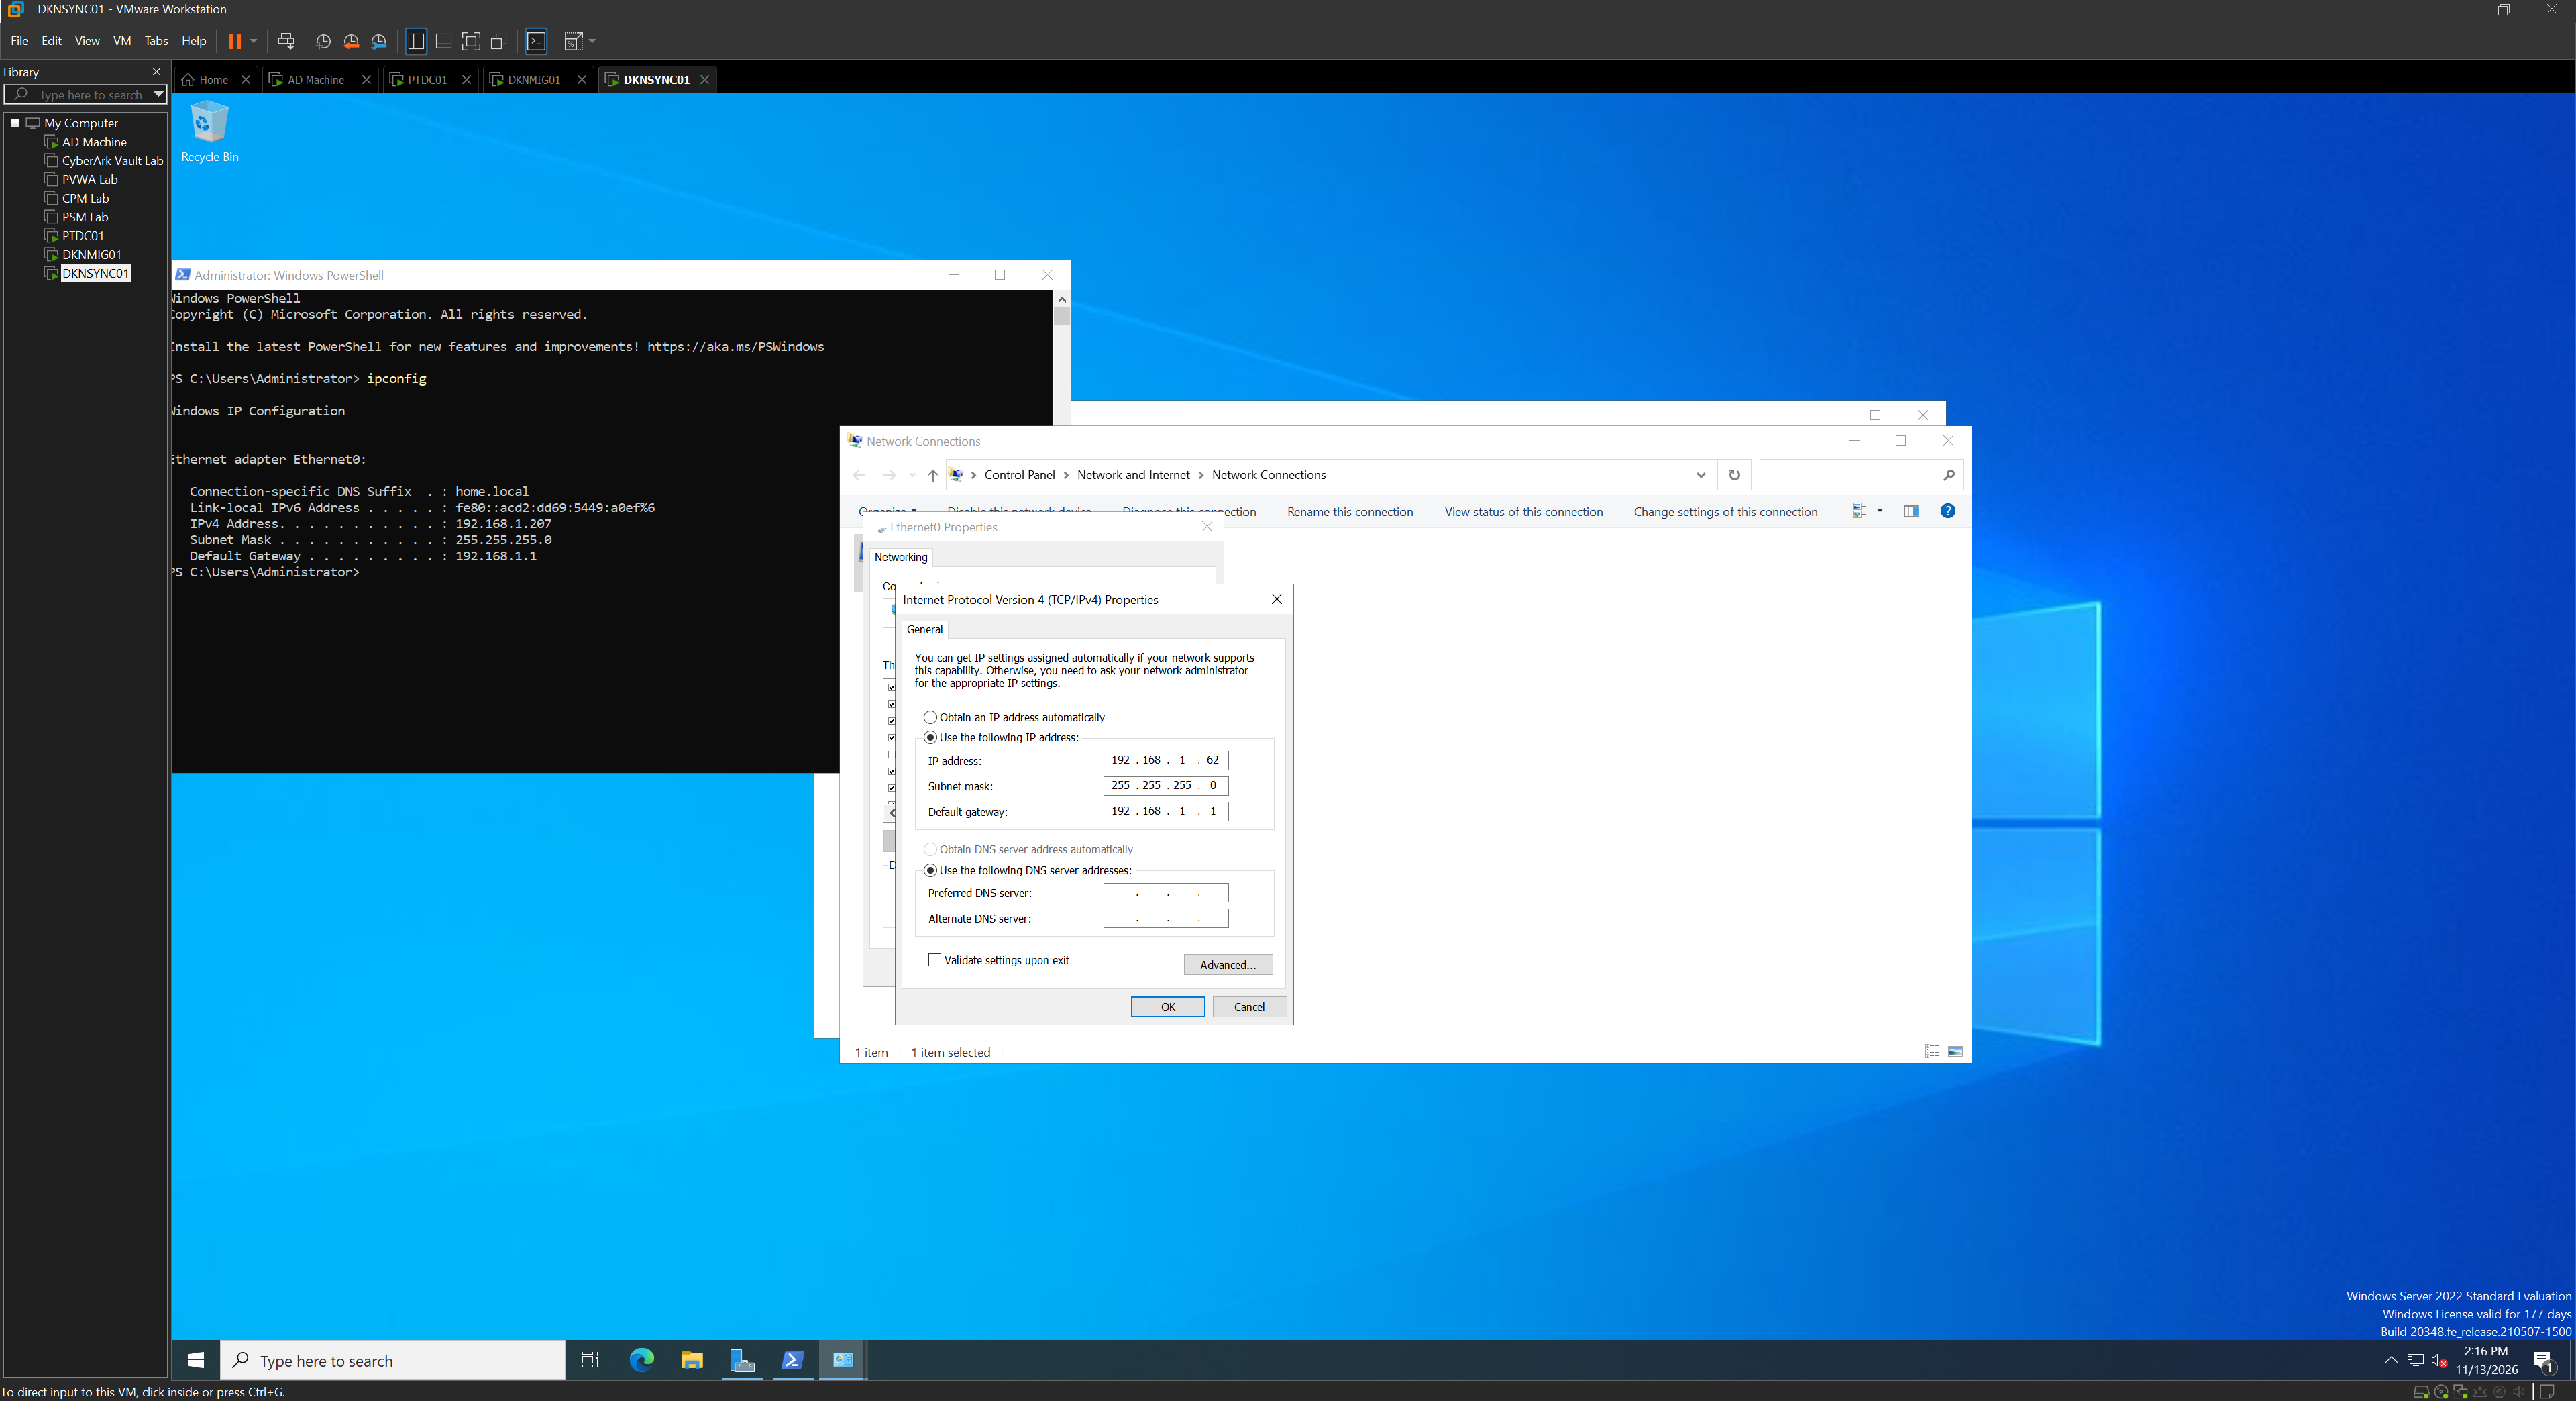 DKNSYNC01 - VMware Workstation
File Edit View VM Tabs Help
Library
Type here to search
Home
AD Machine
PTDC01
DKNMIG01
DKNSYNC01
My Computer
AD Machine
CyberArk Vault Lab
PVWA Lab
CPM Lab
PSM Lab
PTDC01
DKNMIG01
DKNSYNC01
Recycle Bin
Administrator: Windows PowerShell
Windows PowerShell
Copyright (C) Microsoft Corporation. All rights reserved.
Install the latest PowerShell for new features and improvements! https://aka.ms/PSWindows
PS C:\Users\Administrator> ipconfig
Windows IP Configuration
Ethernet adapter Ethernet0:
Connection-specific DNS Suffix . : home.local
Link-local IPv6 Address . . . . . : fe80::acd2:dd69:5449:a0ef%6
IPv4 Address. . . . . . . . . . . : 192.168.1.207
Subnet Mask . . . . . . . . . . . : 255.255.255.0
Default Gateway . . . . . . . . . : 192.168.1.1
PS C:\Users\Administrator>
Network Connections
Control Panel > Network and Internet > Network Connections
Organize Disable this network device Diagnose this connection Rename this connection View status of this connection Change settings of this connection
Ethernet0 Properties
Networking
Internet Protocol Version 4 (TCP/IPv4) Properties
General
You can get IP settings assigned automatically if your network supports
this capability. Otherwise, you need to ask your network administrator
for the appropriate IP settings.
Obtain an IP address automatically
Use the following IP address:
IP address: 192 . 168 . 1 . 62
Subnet mask: 255 . 255 . 255 . 0
Default gateway: 192 . 168 . 1 . 1
Obtain DNS server address automatically
Use the following DNS server addresses:
Preferred DNS server: . . .
Alternate DNS server: . . .
Validate settings upon exit
Advanced...
OK Cancel
1 item 1 item selected
Windows Server 2022 Standard Evaluation
Windows License valid for 177 days
Build 20348.fe_release.210507-1500
Type here to search
2:16 PM
11/13/2026
1
To direct input to this VM, click inside or press Ctrl+G.